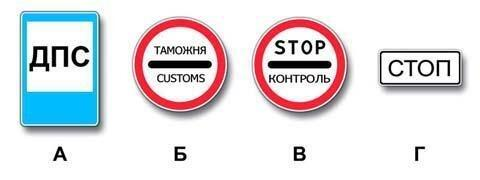 ДПС
ТАМОЖНЯ
CUSTOMS
STOP
КОНТРОЛЬ
СТОП
А Б В Г